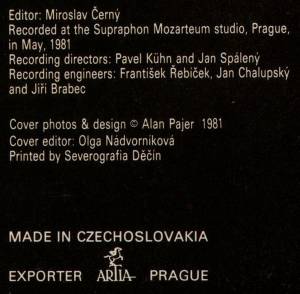 Editor: Miroslav Černý
Recorded at the Supraphon Mozarteum studio, Prague,
in May, 1981
Recording directors: Pavel Kühn and Jan Spálený
Recording engineers: František Řebíček, Jan Chalupský
and Jiří Brabec
Cover photos & design © Alan Pajer 1981
Cover editor: Olga Nádvorníková
Printed by Severografia Děčín
MADE IN CZECHOSLOVAKIA
EXPORTER ARTIA PRAGUE